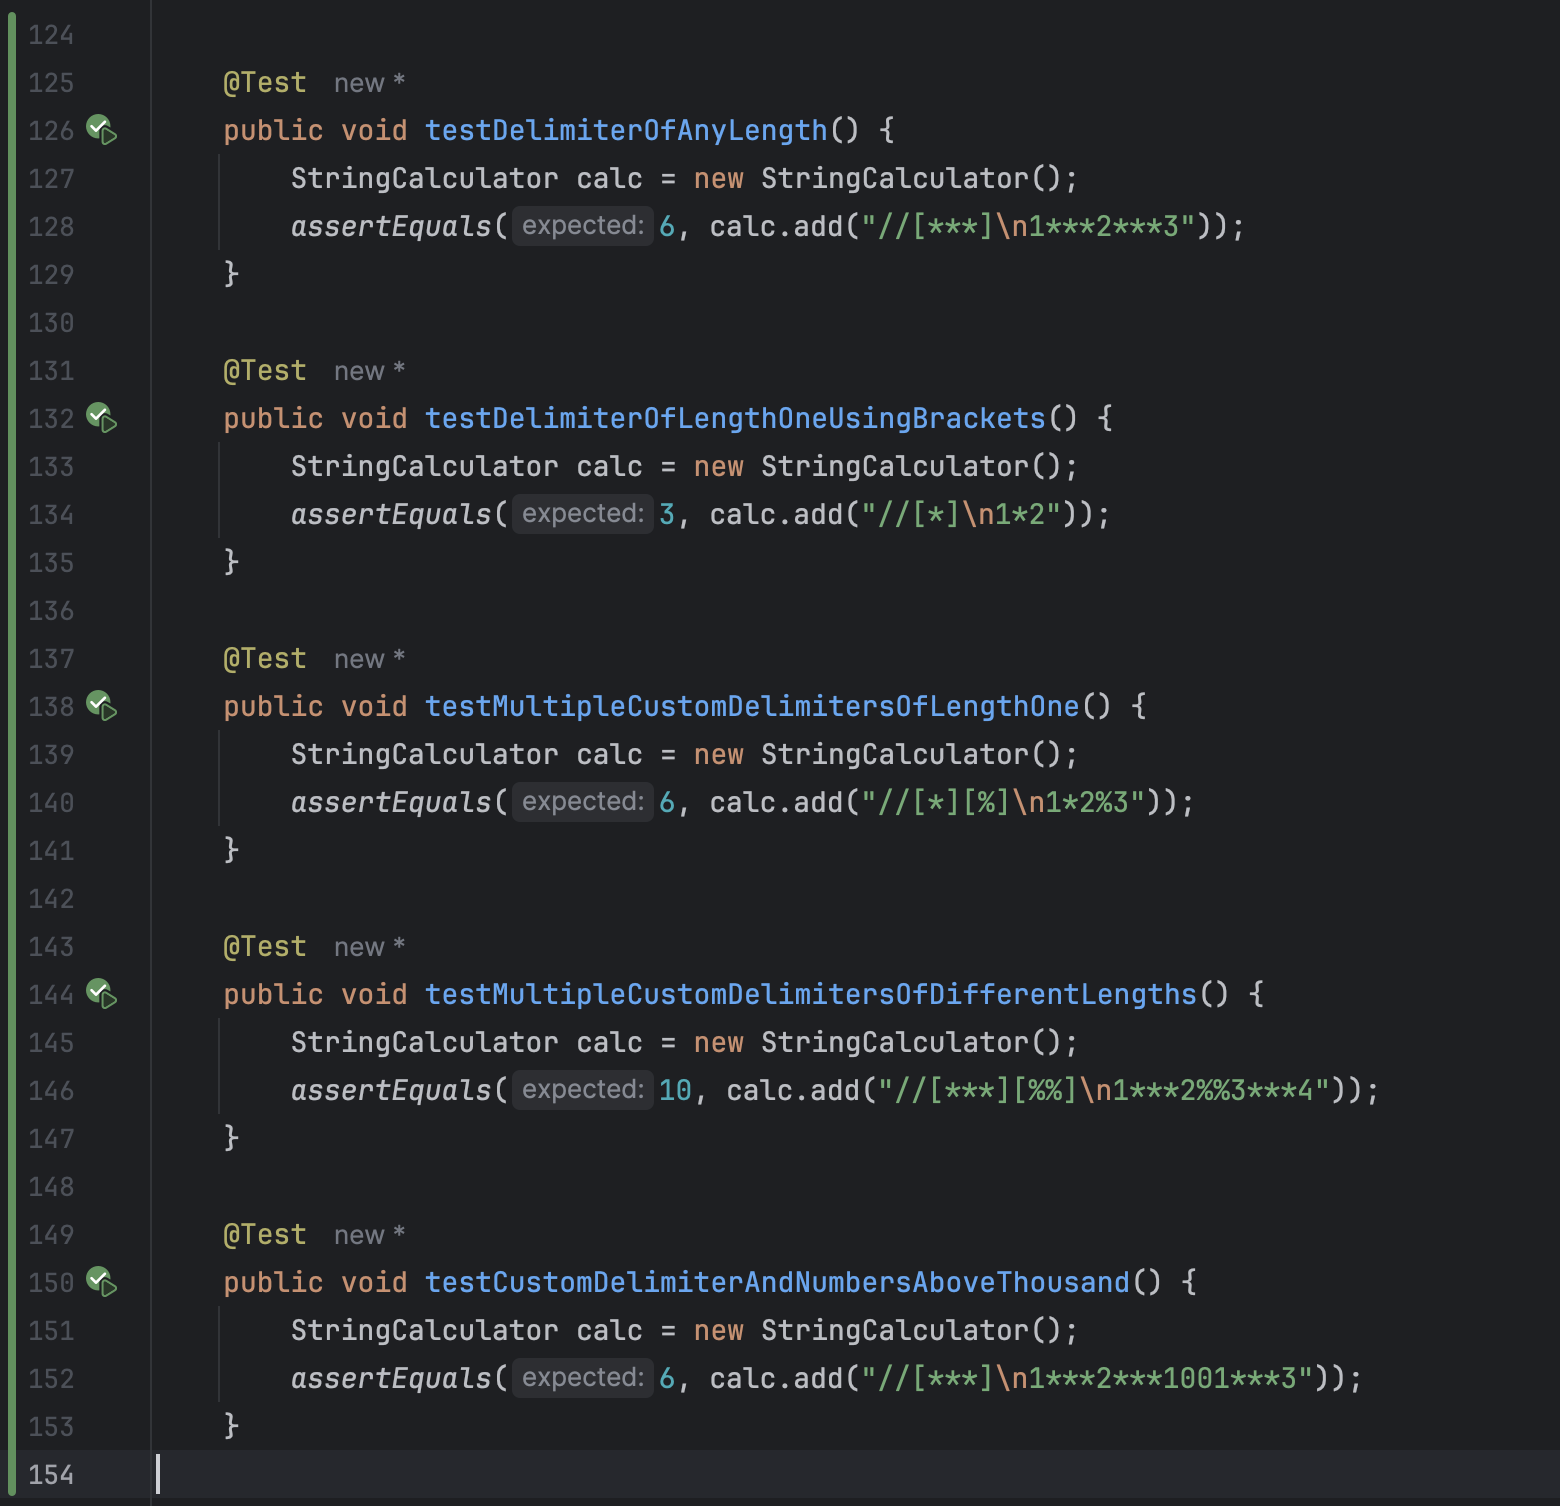 124
125 @Test new *
126 public void testDelimiterOfAnyLength() {
127 StringCalculator calc = new StringCalculator();
128 assertEquals( expected: 6, calc.add("//[***]\n1***2***3"));
129 }
130
131 @Test new *
132 public void testDelimiterOfLengthOneUsingBrackets() {
133 StringCalculator calc = new StringCalculator();
134 assertEquals( expected: 3, calc.add("//[*]\n1*2"));
135 }
136
137 @Test new *
138 public void testMultipleCustomDelimitersOfLengthOne() {
139 StringCalculator calc = new StringCalculator();
140 assertEquals( expected: 6, calc.add("//[*][%]\n1*2%3"));
141 }
142
143 @Test new *
144 public void testMultipleCustomDelimitersOfDifferentLengths() {
145 StringCalculator calc = new StringCalculator();
146 assertEquals( expected: 10, calc.add("//[***][%%]\n1***2%%3***4"));
147 }
148
149 @Test new *
150 public void testCustomDelimiterAndNumbersAboveThousand() {
151 StringCalculator calc = new StringCalculator();
152 assertEquals( expected: 6, calc.add("//[***]\n1***2***1001***3"));
153 }
154